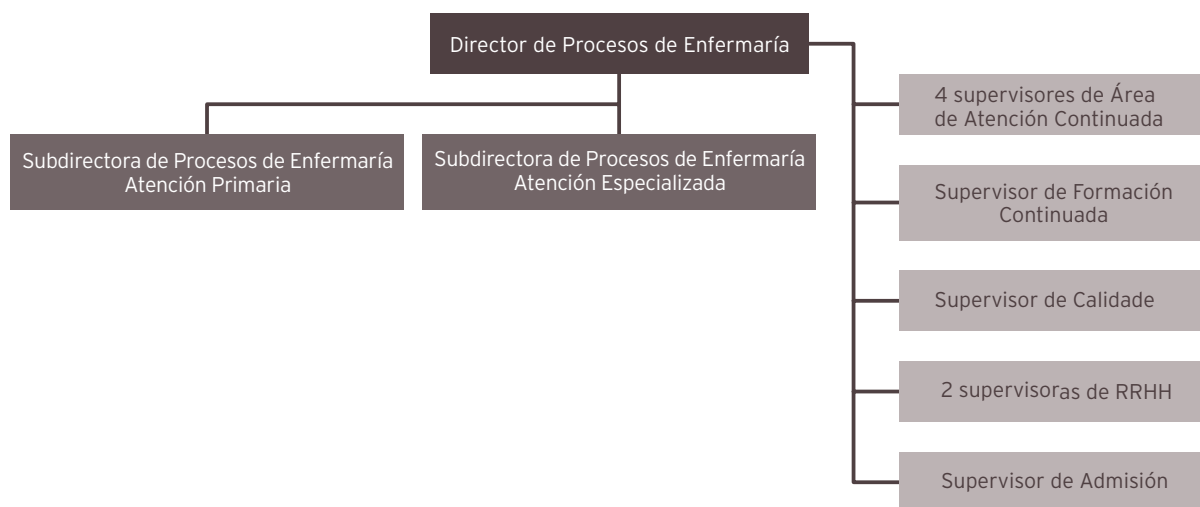 Director de Procesos de Enfermaría
Subdirectora de Procesos de Enfermaría
Atención Primaria
Subdirectora de Procesos de Enfermaría
Atención Especializada
4 supervisores de Área
de Atención Continuada
Supervisor de Formación
Continuada
Supervisor de Calidade
2 supervisoras de RRHH
Supervisor de Admisión